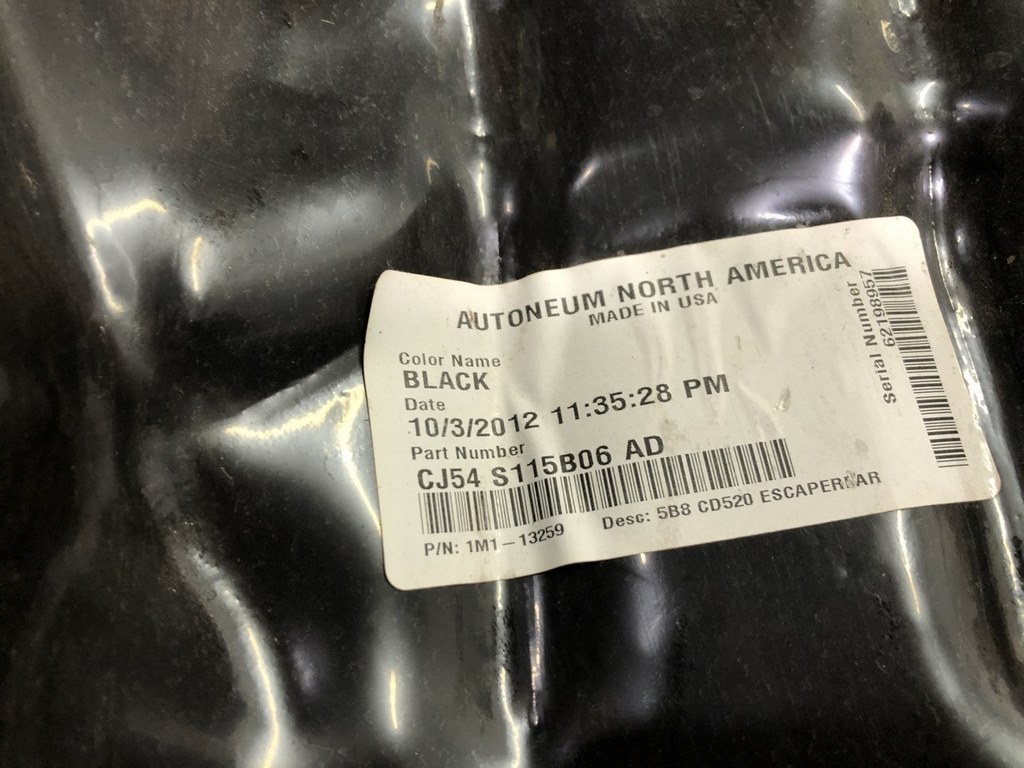 AUTONEUM NORTH AMERICA
MADE IN USA
Color Name
BLACK
Date
10/3/2012 11:35:28 PM
Part Number
CJ54 S115B06 AD
P/N: 1M1-13259 Desc: 5B8 CD520 ESCAPEREAR
Serial Number
62198957